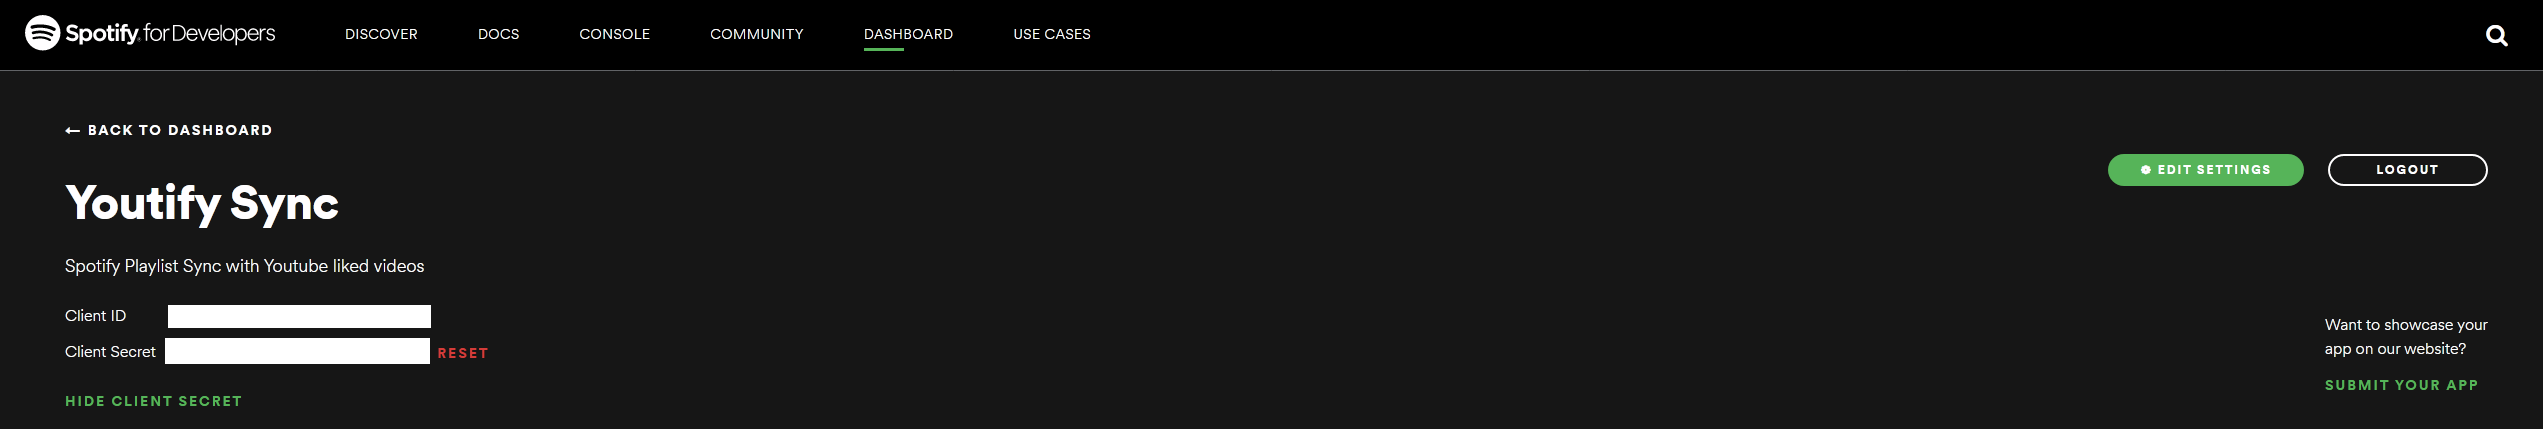 Spotify for Developers DISCOVER DOCS CONSOLE COMMUNITY DASHBOARD USE CASES
← BACK TO DASHBOARD
EDIT SETTINGS LOGOUT
Youtify Sync
Spotify Playlist Sync with Youtube liked videos
Client ID
Client Secret RESET
HIDE CLIENT SECRET
Want to showcase your
app on our website?
SUBMIT YOUR APP